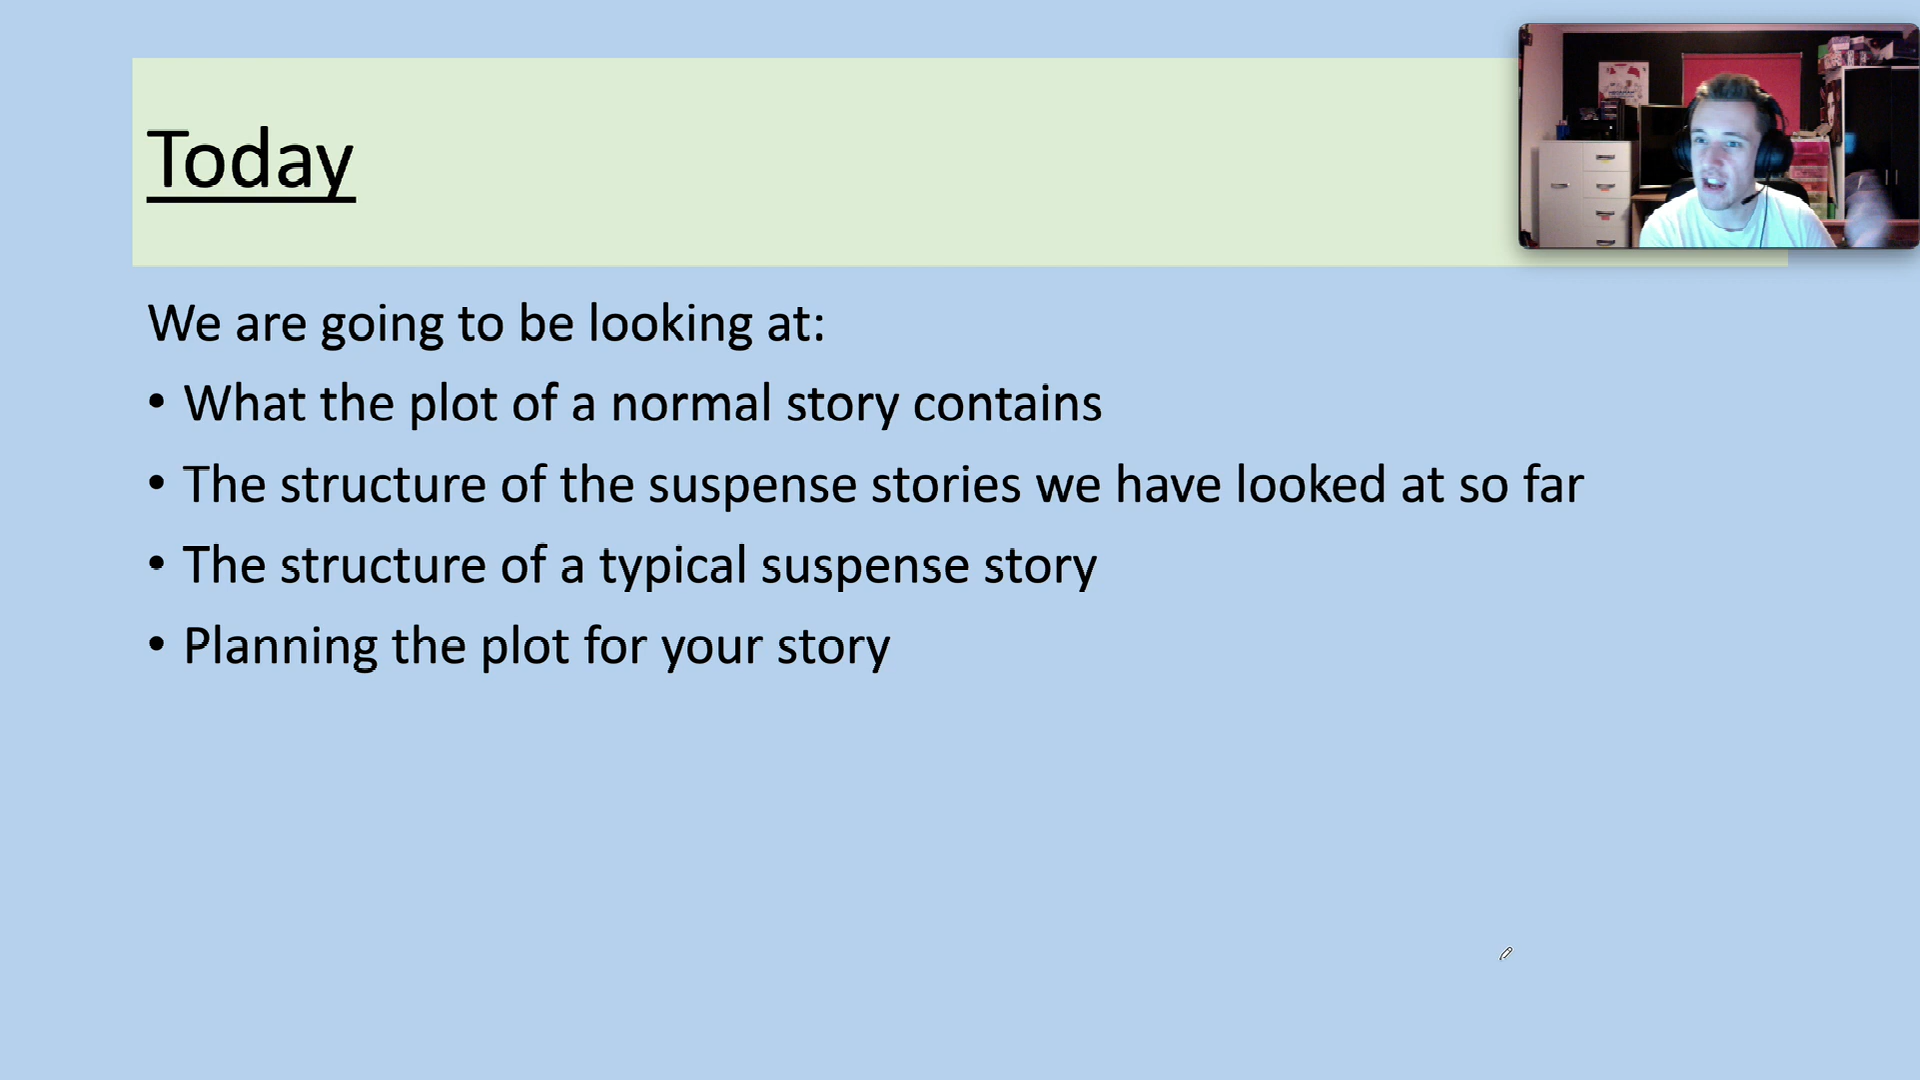 Today
We are going to be looking at:
• What the plot of a normal story contains
• The structure of the suspense stories we have looked at so far
• The structure of a typical suspense story
• Planning the plot for your story